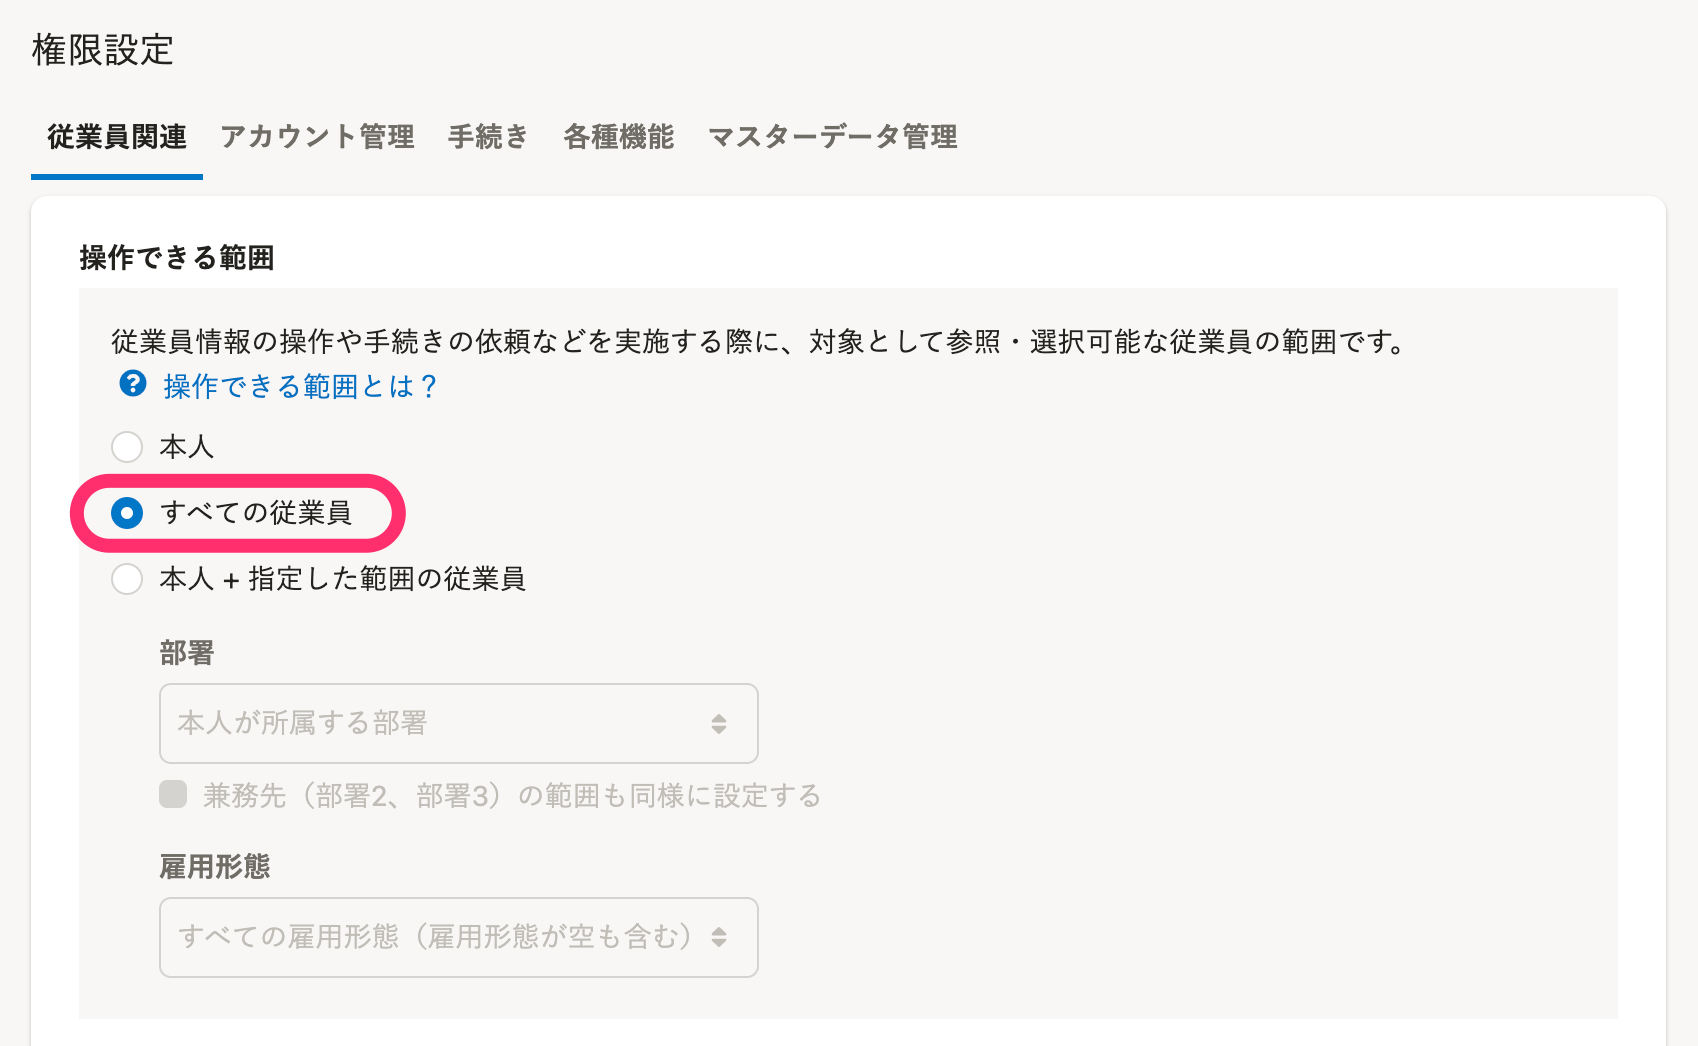 権限設定
従業員関連 アカウント管理 手続き 各種機能 マスターデータ管理
操作できる範囲
従業員情報の操作や手続きの依頼などを実施する際に、対象として参照・選択可能な従業員の範囲です。
? 操作できる範囲とは？
本人
すべての従業員
本人 + 指定した範囲の従業員
部署
本人が所属する部署
兼務先（部署2、部署3）の範囲も同様に設定する
雇用形態
すべての雇用形態（雇用形態が空も含む）